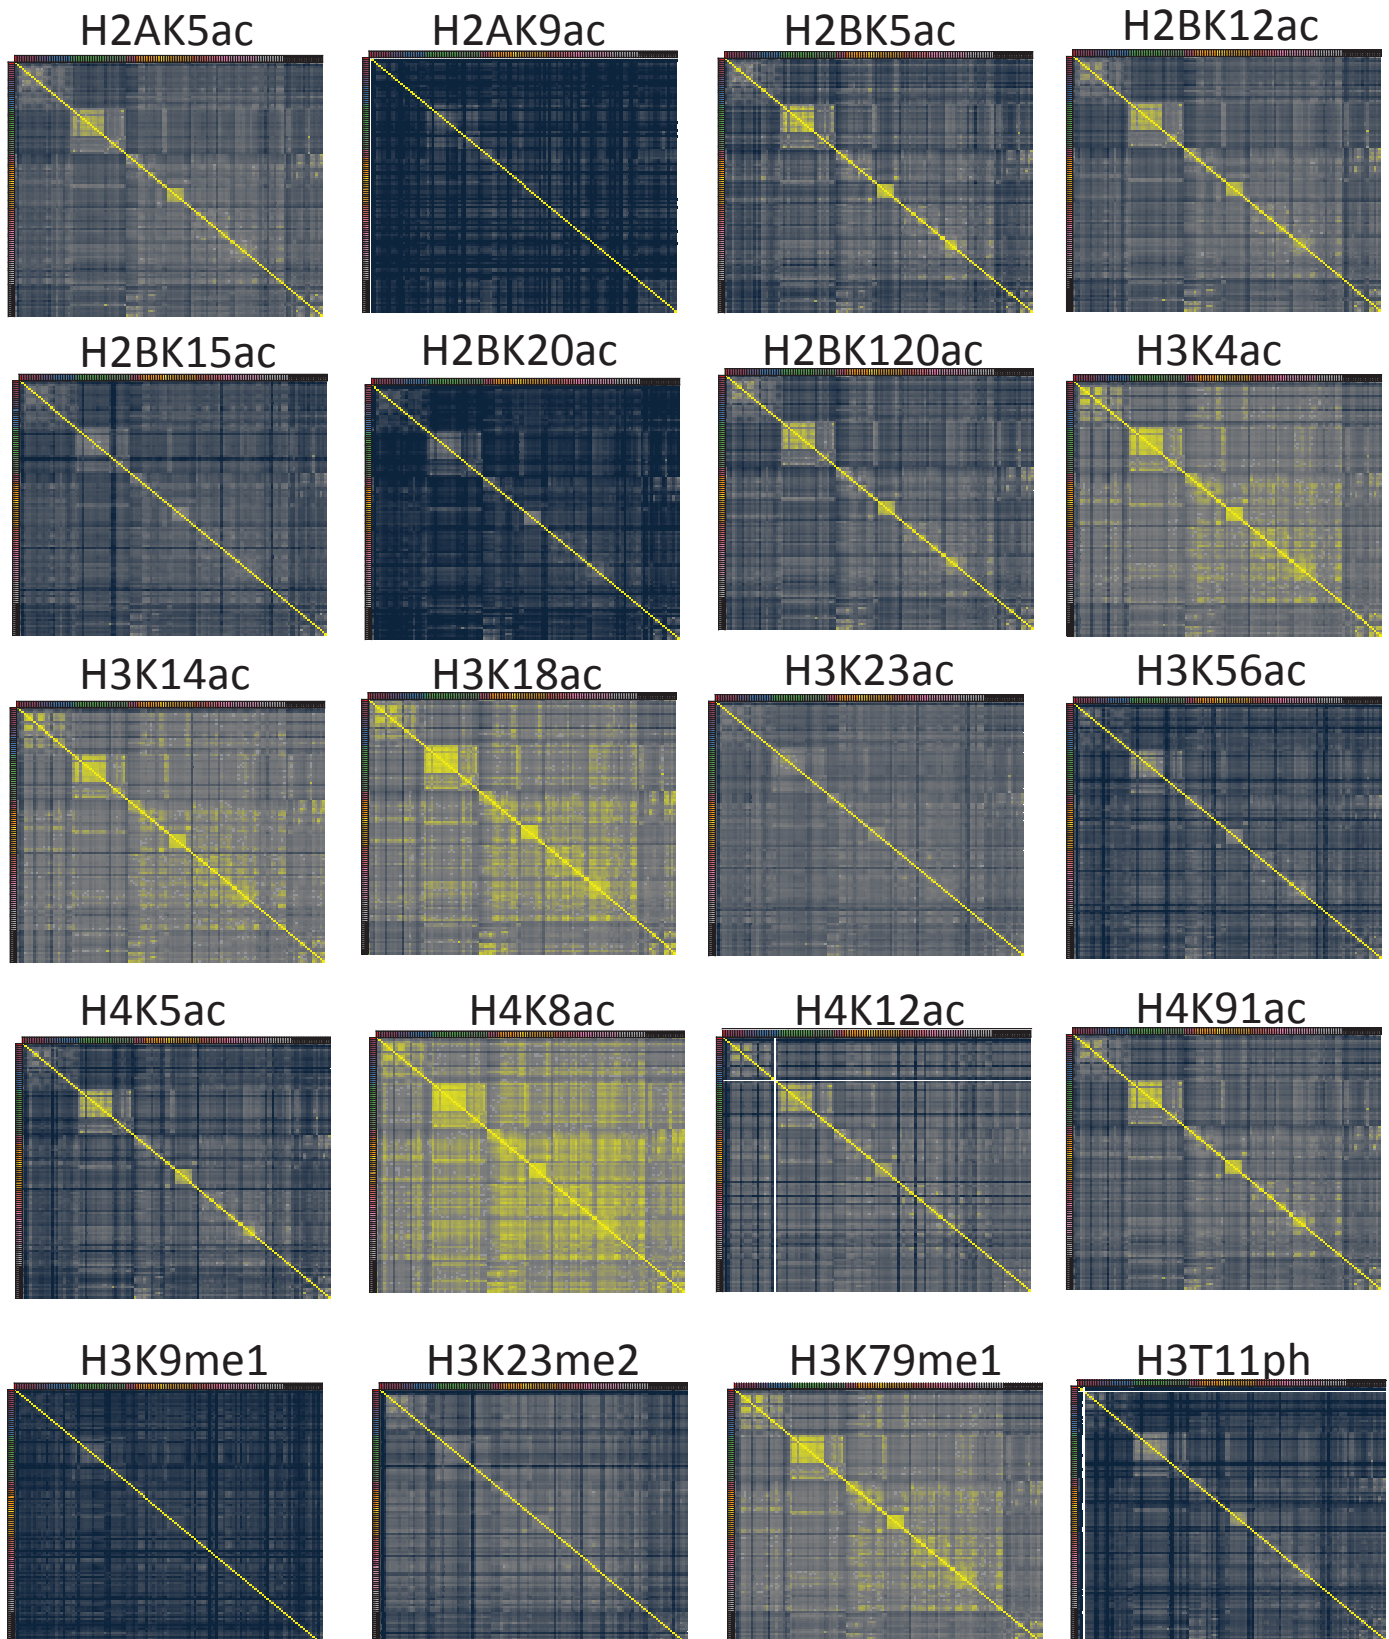 H2AK5ac H2AK9ac H2BK5ac H2BK12ac
H2BK15ac H2BK20ac H2BK120ac H3K4ac
H3K14ac H3K18ac H3K23ac H3K56ac
H4K5ac H4K8ac H4K12ac H4K91ac
H3K9me1 H3K23me2 H3K79me1 H3T11ph